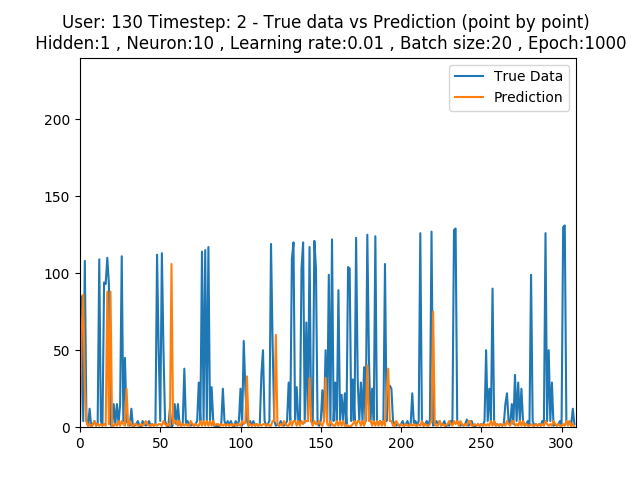 User: 130 Timestep: 2 - True data vs Prediction (point by point)
Hidden:1 , Neuron:10 , Learning rate:0.01 , Batch size:20 , Epoch:1000
True Data
Prediction
200
150
100
50
0
0 50 100 150 200 250 300